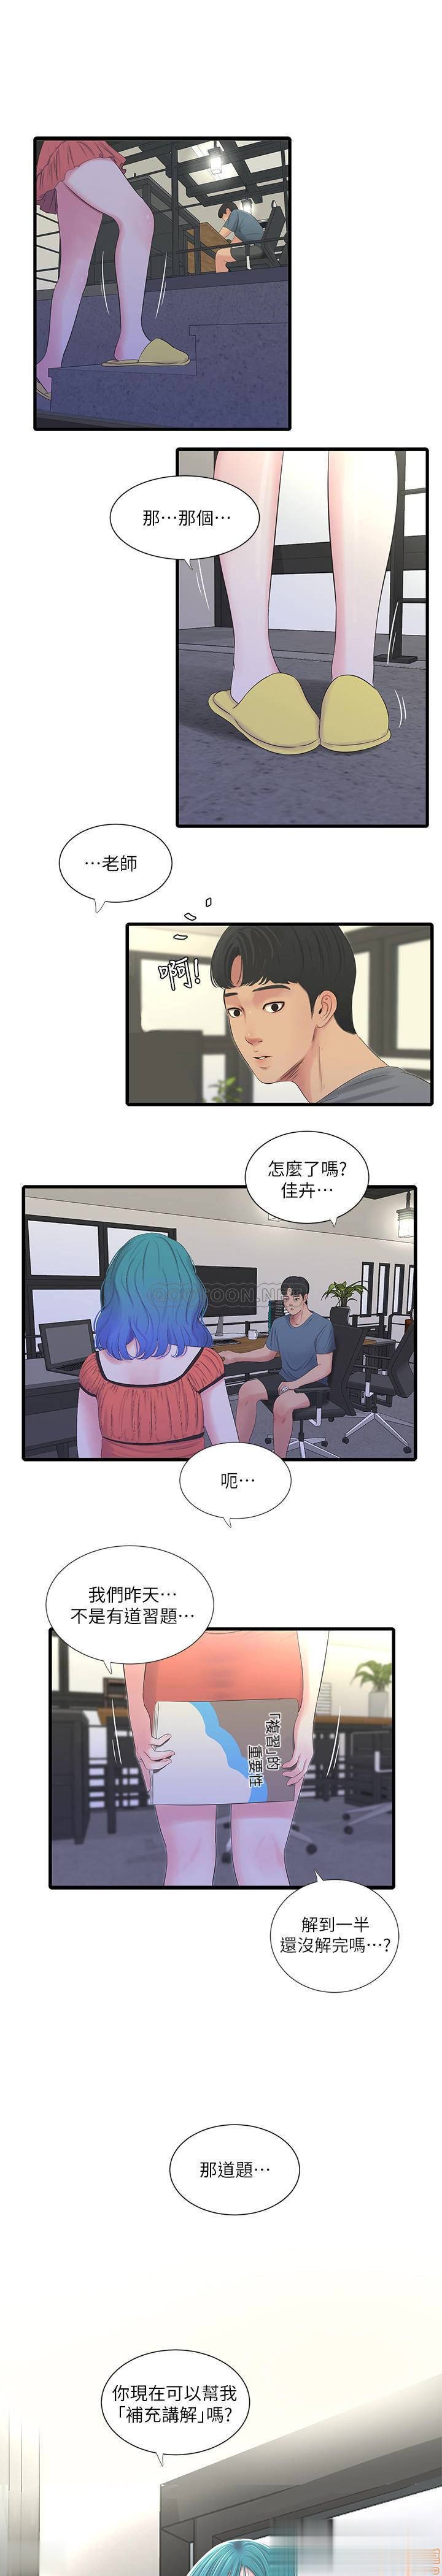 那…那個…
…老師
啊!
怎麼了嗎?
佳卉…
呃…
我們昨天…
不是有道習題…
「複習」的
重要性
解到一半
還沒解完嗎…?
那道題…
你現在可以幫我
「補充講解」嗎?